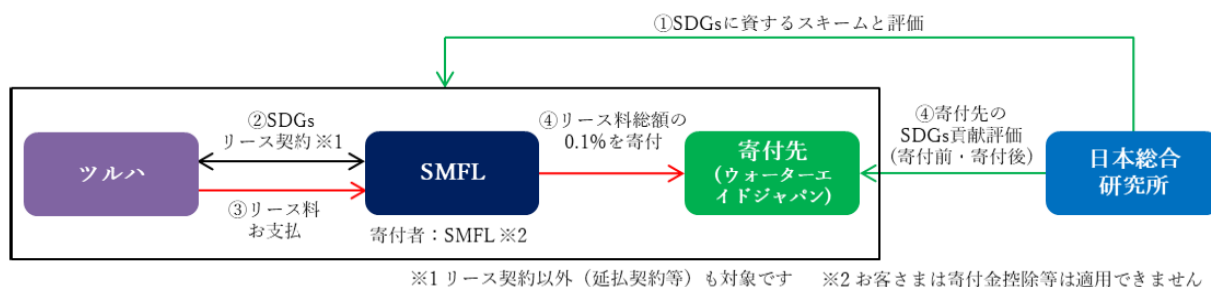 ①SDGsに資するスキームと評価
②SDGs
リース契約 ※1
④リース料総額の
0.1%を寄付
④寄付先の
SDGs貢献評価
(寄付前・寄付後)
ツルハ
SMFL
寄付先
(ウォーターエ
イドジャパン)
日本総合
研究所
③リース料
お支払
寄付者：SMFL ※2
※1 リース契約以外（延払契約等）も対象です
※2 お客さまは寄付金控除等は適用できません